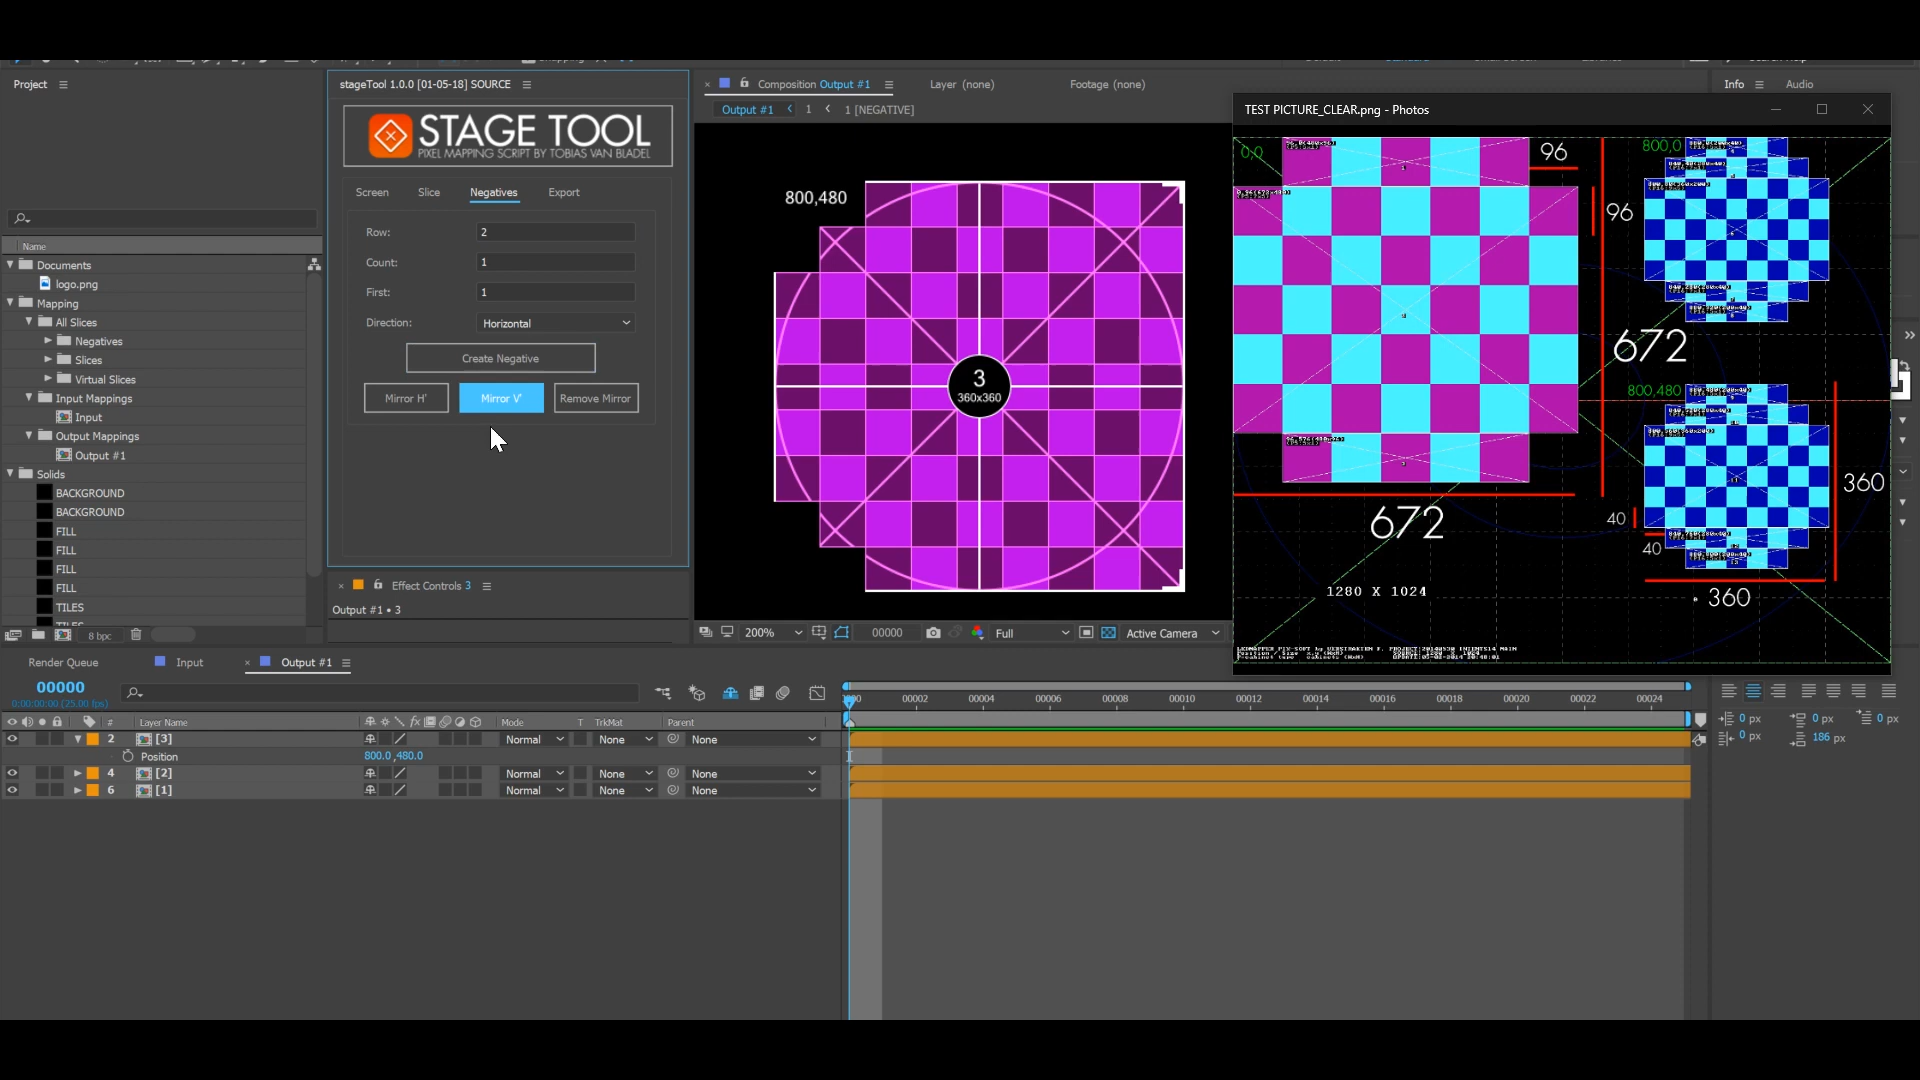 Project
stageTool 1.0.0 [01-05-18] SOURCE
Composition Output #1
Layer (none)
Footage (none)
Info
Audio
Output #1
1
1 [NEGATIVE]
TEST PICTURE_CLEAR.png - Photos
STAGE TOOL
PIXEL MAPPING SCRIPT BY TOBIAS VAN BLADEL
Screen
Slice
Negatives
Export
Row:
2
Count:
1
First:
1
Direction:
Horizontal
Create Negative
Mirror H'
Mirror V'
Remove Mirror
Name
Documents
logo.png
Mapping
All Slices
Negatives
Slices
Virtual Slices
Input Mappings
Input
Output Mappings
Output #1
Solids
BACKGROUND
BACKGROUND
FILL
FILL
FILL
FILL
TILES
8 bpc
Effect Controls 3
Output #1 • 3
800,480
3
360x360
200%
00000
Full
Active Camera
0,0
96
96
672
672
800,0
800,480
360
40
40
360
1280 X 1024
Render Queue
Input
Output #1
00000
0:00:00:00 (25.00 fps)
00002
00004
00006
00008
00010
00012
00014
00016
00018
00020
00022
00024
#
Layer Name
Mode
T
TrkMat
Parent
2
[3]
Normal
None
None
Position
800.0,480.0
4
[2]
Normal
None
None
6
[1]
Normal
None
None
0 px
0 px
0 px
0 px
186 px